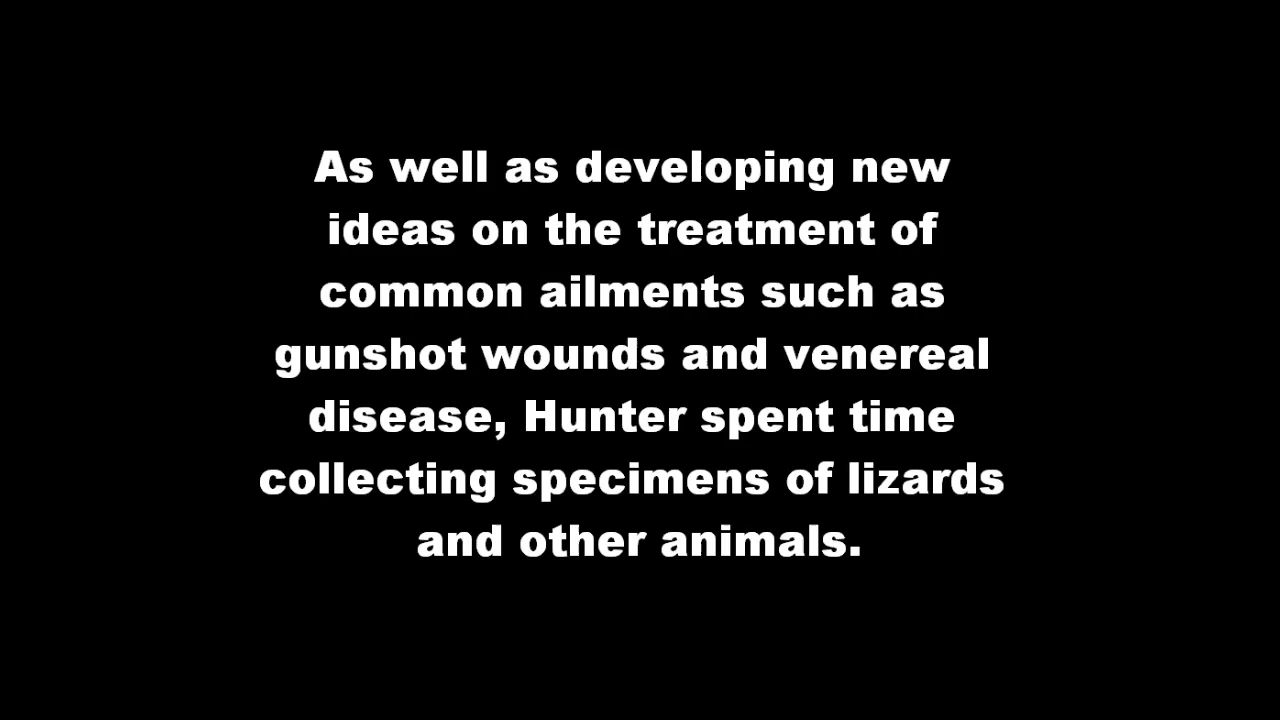 As well as developing new
ideas on the treatment of
common ailments such as
gunshot wounds and venereal
disease, Hunter spent time
collecting specimens of lizards
and other animals.